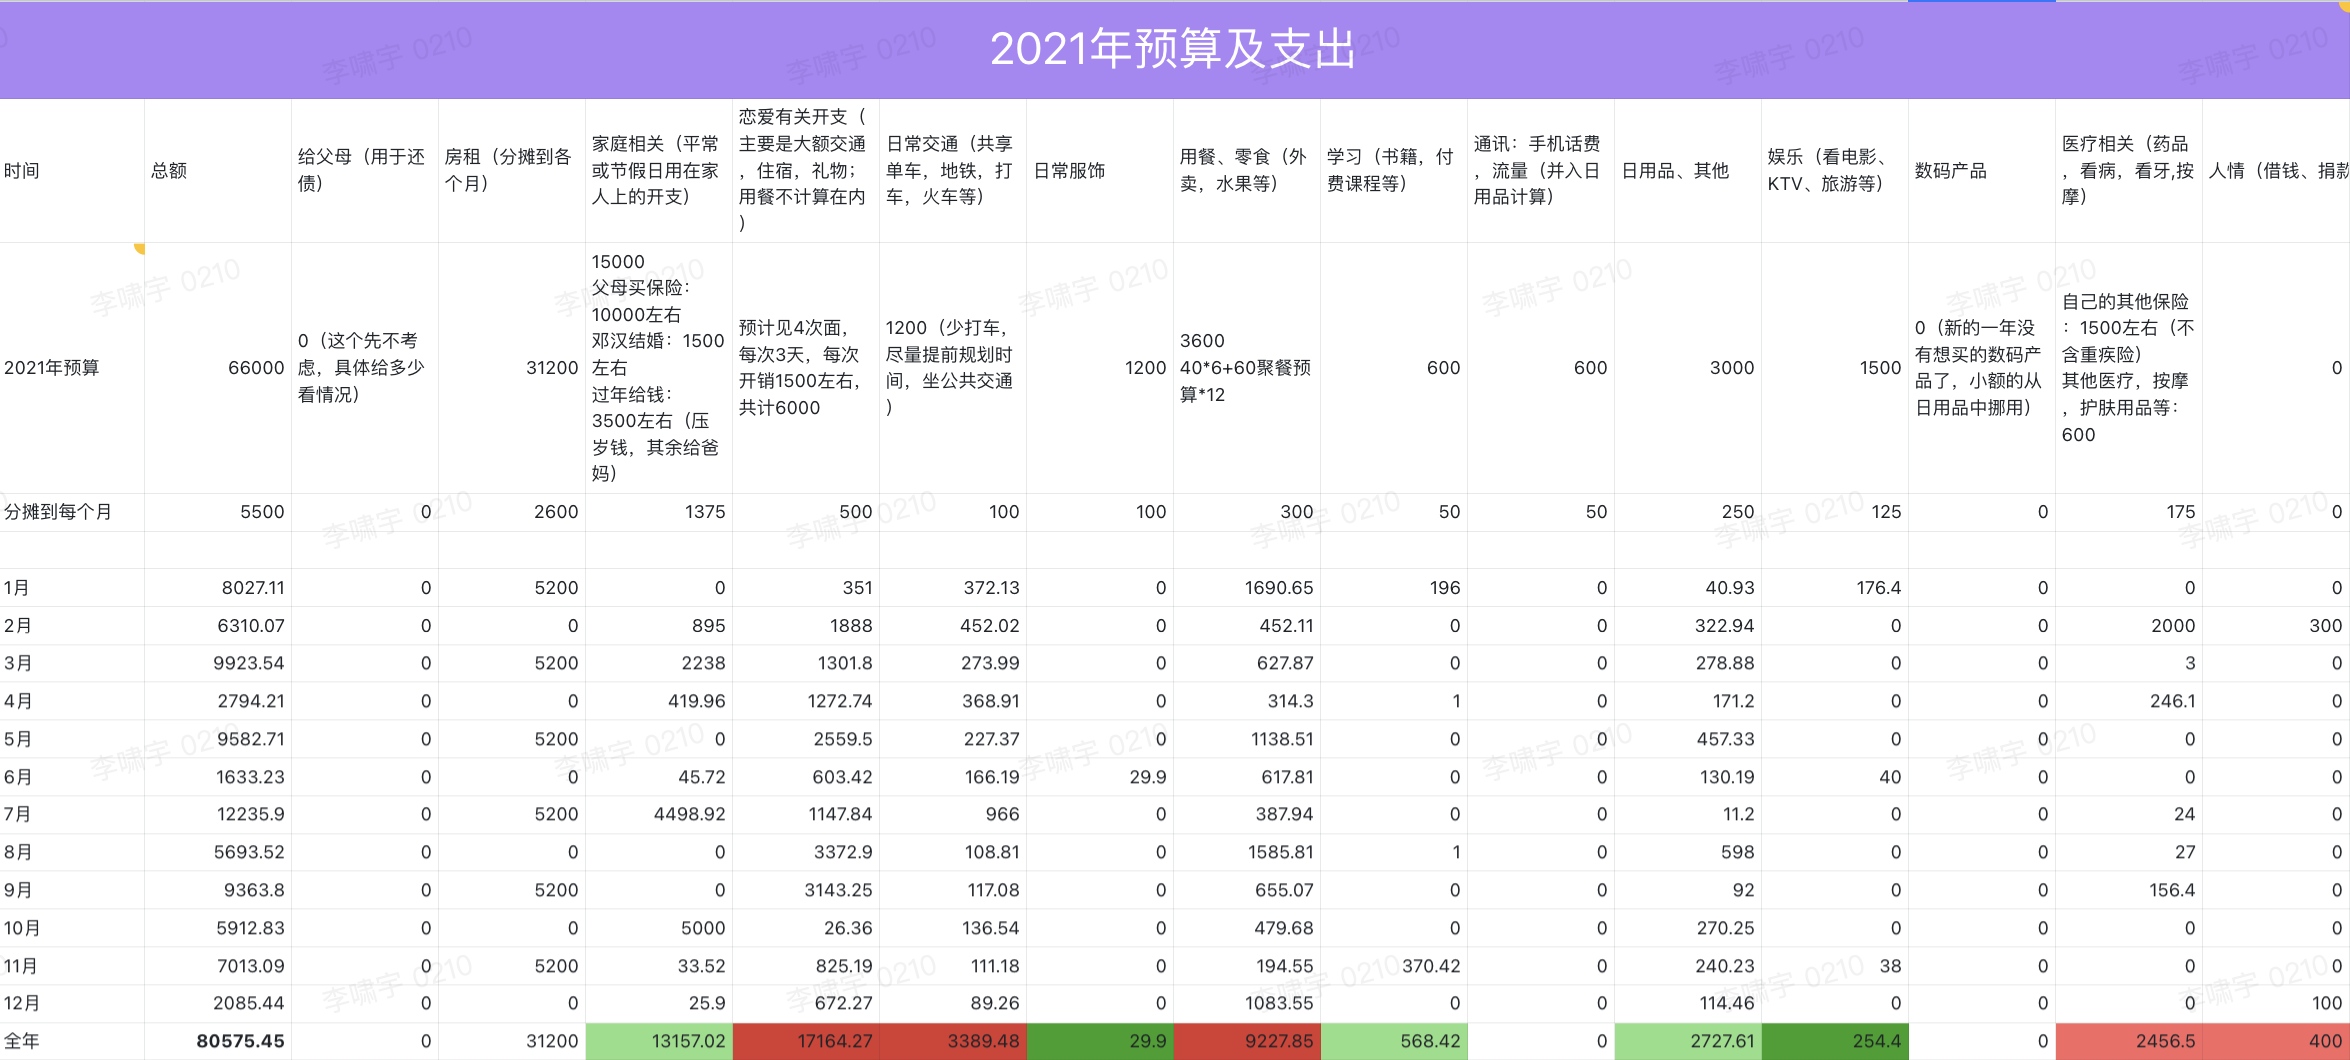 2021年预算及支出
时间 总额 给父母（用于还债） 房租（分摊到各个月） 家庭相关（平常或节假日用在家人上的开支） 恋爱有关开支（主要是大额交通，住宿，礼物；用餐不计算在内） 日常交通（共享单车，地铁，打车，火车等） 日常服饰 用餐、零食（外卖，水果等） 学习（书籍，付费课程等） 通讯：手机话费，流量（并入日用品计算） 日用品、其他 娱乐（看电影、KTV、旅游等） 数码产品 医疗相关（药品，看病，看牙,按摩） 人情（借钱、捐款
2021年预算 66000 0（这个先不考虑，具体给多少看情况） 31200 15000 父母买保险：10000左右 邓汉结婚：1500左右 过年给钱：3500左右（压岁钱，其余给爸妈） 预计见4次面，每次3天，每次开销1500左右，共计6000 1200（少打车，尽量提前规划时间，坐公共交通） 1200 3600 40*6+60聚餐预算*12 600 600 3000 1500 0（新的一年没有想买的数码产品了，小额的从日用品中挪用） 自己的其他保险：1500左右（不含重疾险） 其他医疗，按摩，护肤用品等：600 0
分摊到每个月 5500 0 2600 1375 500 100 100 300 50 50 250 125 0 175 0
1月 8027.11 0 5200 0 351 372.13 0 1690.65 196 0 40.93 176.4 0 0 0
2月 6310.07 0 0 895 1888 452.02 0 452.11 0 0 322.94 0 0 2000 300
3月 9923.54 0 5200 2238 1301.8 273.99 0 627.87 0 0 278.88 0 0 3 0
4月 2794.21 0 0 419.96 1272.74 368.91 0 314.3 1 0 171.2 0 0 246.1 0
5月 9582.71 0 5200 0 2559.5 227.37 0 1138.51 0 0 457.33 0 0 0 0
6月 1633.23 0 0 45.72 603.42 166.19 29.9 617.81 0 0 130.19 40 0 0 0
7月 12235.9 0 5200 4498.92 1147.84 966 0 387.94 0 0 11.2 0 0 24 0
8月 5693.52 0 0 0 3372.9 108.81 0 1585.81 1 0 598 0 0 27 0
9月 9363.8 0 5200 0 3143.25 117.08 0 655.07 0 0 92 0 0 156.4 0
10月 5912.83 0 0 5000 26.36 136.54 0 479.68 0 0 270.25 0 0 0 0
11月 7013.09 0 5200 33.52 825.19 111.18 0 194.55 370.42 0 240.23 38 0 0 0
12月 2085.44 0 0 25.9 672.27 89.26 0 1083.55 0 0 114.46 0 0 0 100
全年 80575.45 0 31200 13157.02 17164.27 3389.48 29.9 9227.85 568.42 0 2727.61 254.4 0 2456.5 400
李啸宇 0210